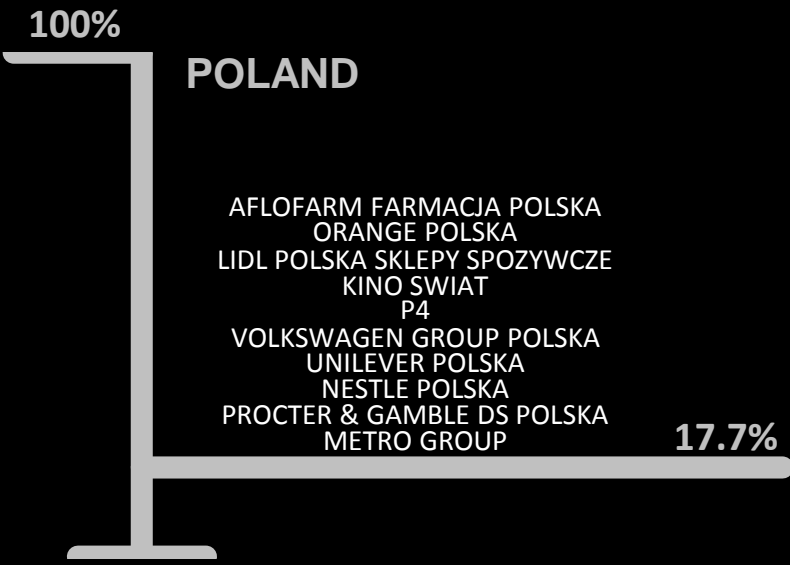 100%
POLAND
AFLOFARM FARMACJA POLSKA
ORANGE POLSKA
LIDL POLSKA SKLEPY SPOZYWCZE
KINO SWIAT
P4
VOLKSWAGEN GROUP POLSKA
UNILEVER POLSKA
NESTLE POLSKA
PROCTER & GAMBLE DS POLSKA
METRO GROUP
17.7%